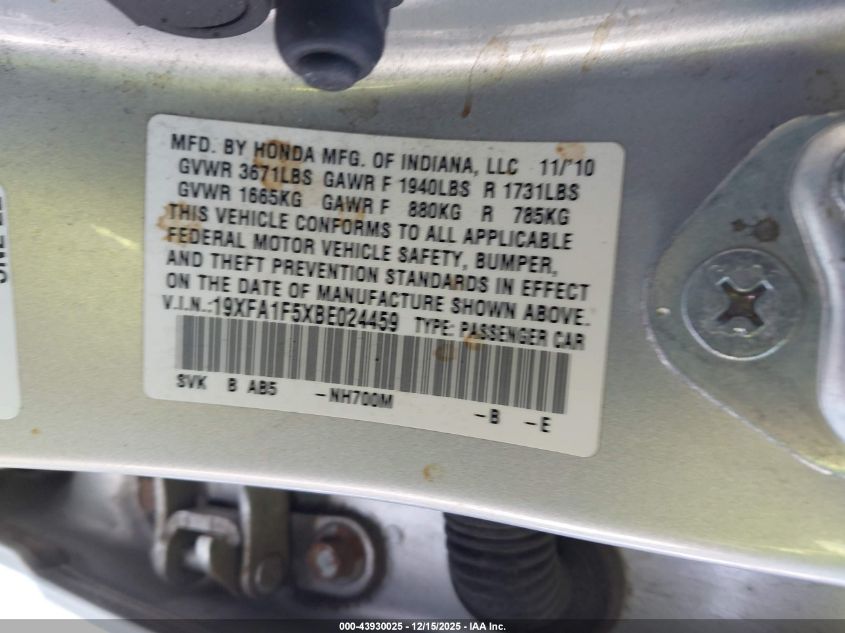 MFD. BY HONDA MFG. OF INDIANA, LLC 11/'10
GVWR 3671LBS GAWR F 1940LBS R 1731LBS
GVWR 1665KG GAWR F 880KG R 785KG
THIS VEHICLE CONFORMS TO ALL APPLICABLE
FEDERAL MOTOR VEHICLE SAFETY, BUMPER,
AND THEFT PREVENTION STANDARDS IN EFFECT
ON THE DATE OF MANUFACTURE SHOWN ABOVE.
V.I.N.:19XFA1F5XBE024459 TYPE: PASSENGER CAR
SVK B AB5 -NH700M -B -E
000-43930025 - 12/15/2025 - IAA Inc.